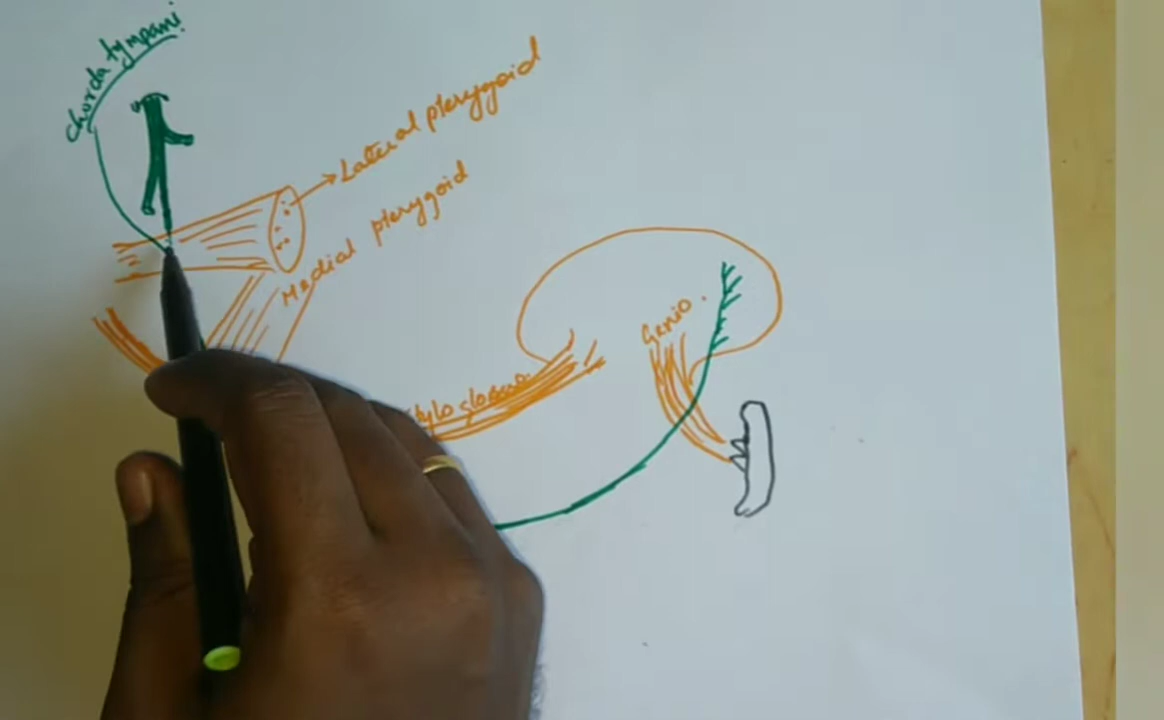 Chorda tympani
Lateral pterygoid
Medial pterygoid
Genio.